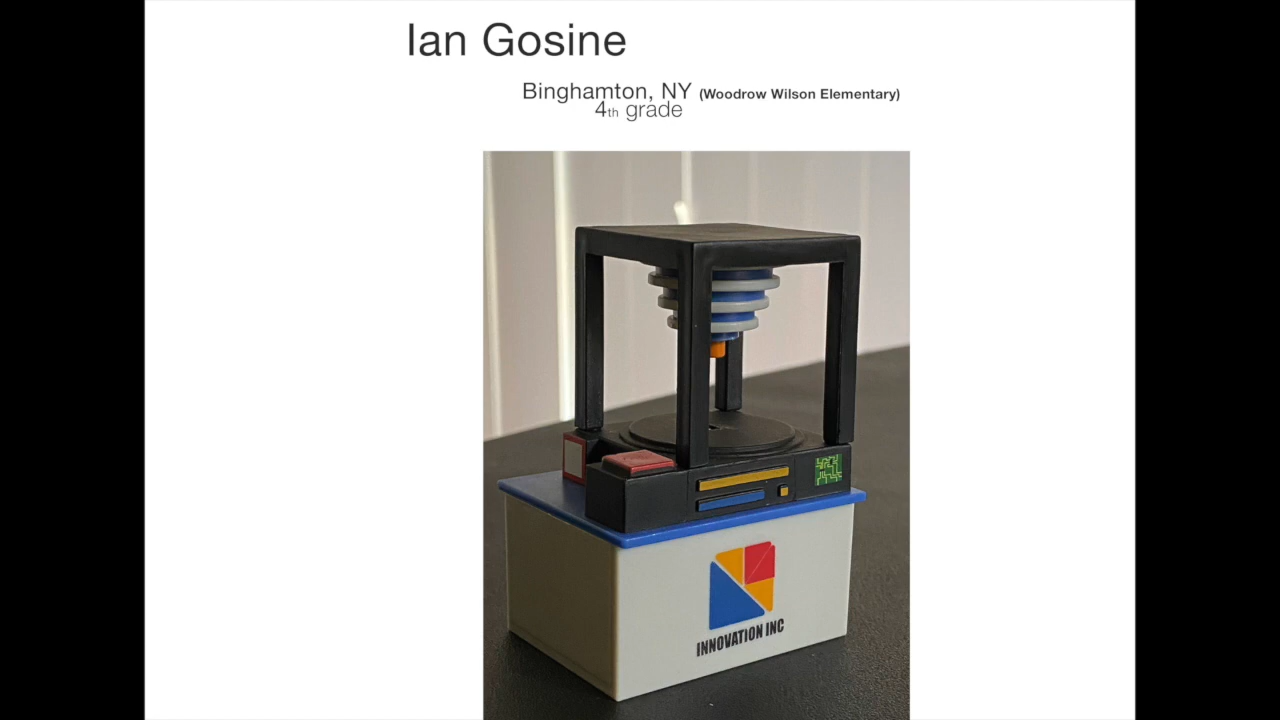 Ian Gosine
Binghamton, NY (Woodrow Wilson Elementary)
4th grade
INNOVATION INC